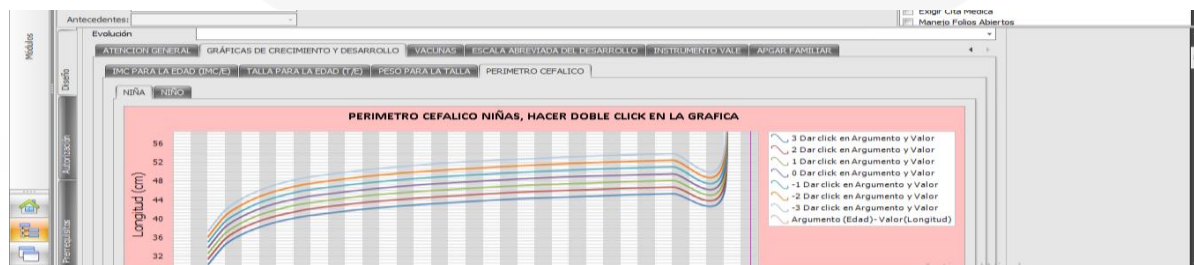 Antecedentes:
Exigir Cita Medica
Manejo Folios Abiertos
Módulos
Evolución
ATENCION GENERAL GRÁFICAS DE CRECIMIENTO Y DESARROLLO VACUNAS ESCALA ABREVIADA DEL DESARROLLO INSTRUMENTO VALE APGAR FAMILIAR
Diseño
IMC PARA LA EDAD (IMC/E) TALLA PARA LA EDAD (T/E) PESO PARA LA TALLA PERIMETRO CEFALICO
NIÑA NIÑO
PERIMETRO CEFALICO NIÑAS, HACER DOBLE CLICK EN LA GRAFICA
Autorización
Prerequisitos
Longitud (cm)
56
52
48
44
40
36
32
3 Dar click en Argumento y Valor
2 Dar click en Argumento y Valor
1 Dar click en Argumento y Valor
0 Dar click en Argumento y Valor
-1 Dar click en Argumento y Valor
-2 Dar click en Argumento y Valor
-3 Dar click en Argumento y Valor
Argumento (Edad)- Valor(Longitud)